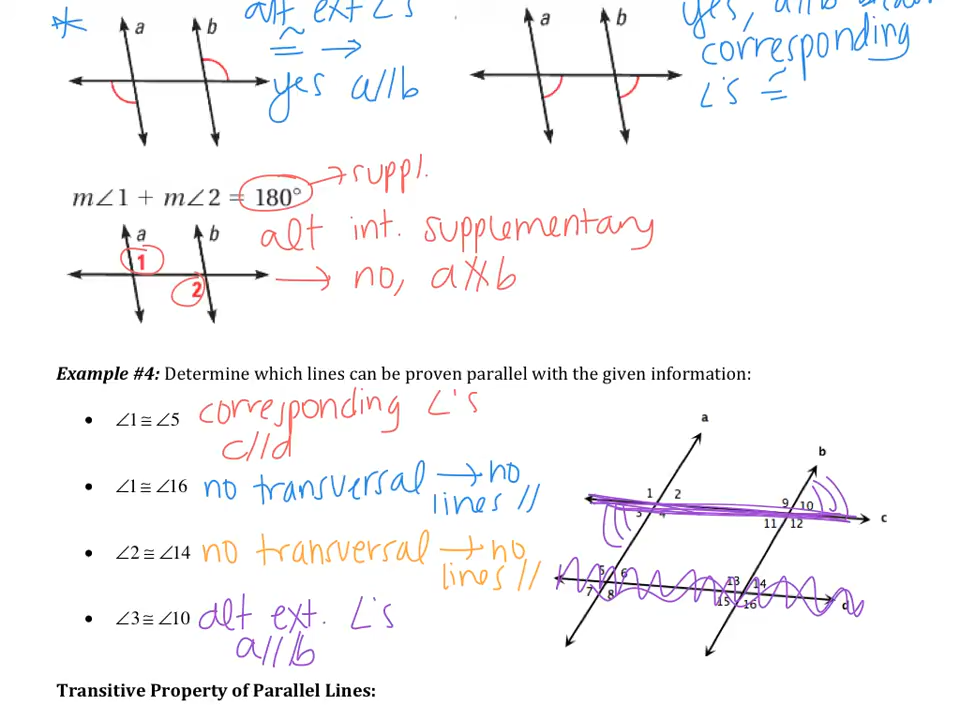 alt ext ∠'s
a b
≅ →
yes a//b
a b
yes, a//b
corresponding
∠'s ≅
m∠1 + m∠2 = 180° → suppl.
a b
1
2
alt int. supplementary
→ no, a∦b
Example #4: Determine which lines can be proven parallel with the given information:
• ∠1 ≅ ∠5 corresponding ∠'s
c//d
• ∠1 ≅ ∠16 no transversal → no
lines //
• ∠2 ≅ ∠14 no transversal → no
lines //
• ∠3 ≅ ∠10 alt ext. ∠'s
a//b
a
b
1 2
9 10
3 4
c
11 12
5 6
13 14
7 8
15 16
d
Transitive Property of Parallel Lines: